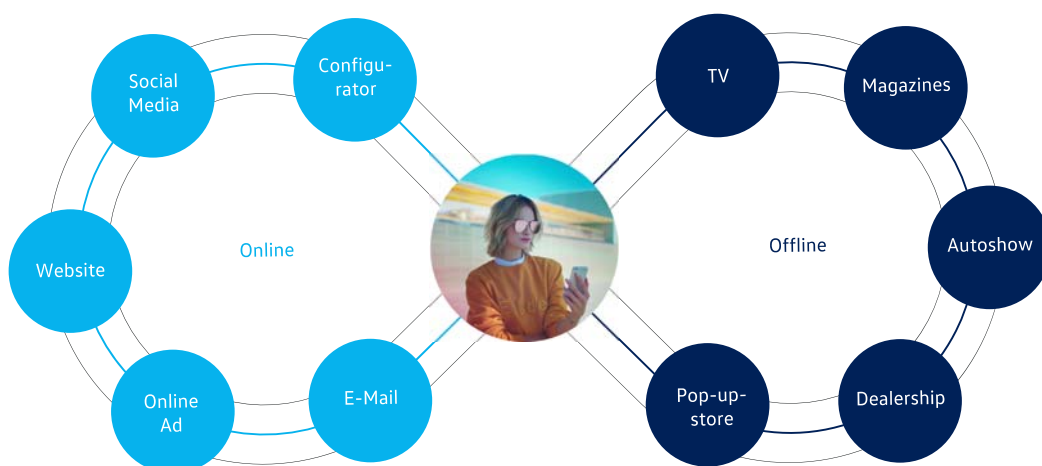 Social
Media
Configu-
rator
Website
Online
Online
Ad
E-Mail
TV
Magazines
Offline
Autoshow
Pop-up-
store
Dealership